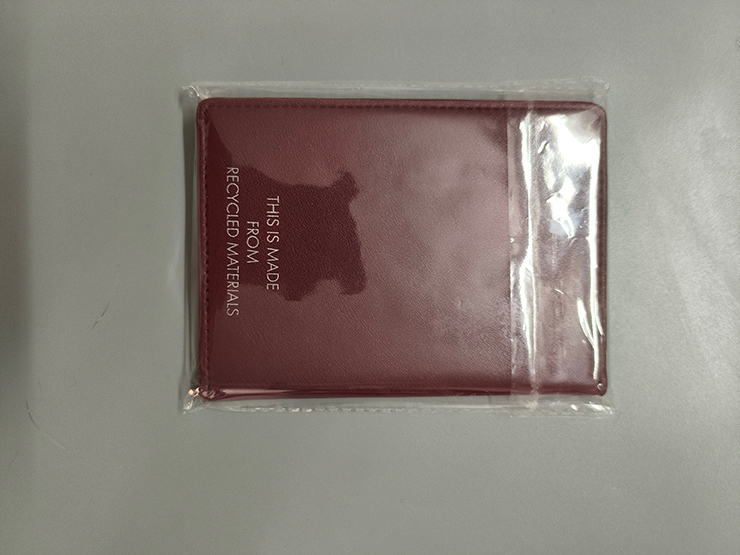 THIS IS MADE
FROM
RECYCLED MATERIALS